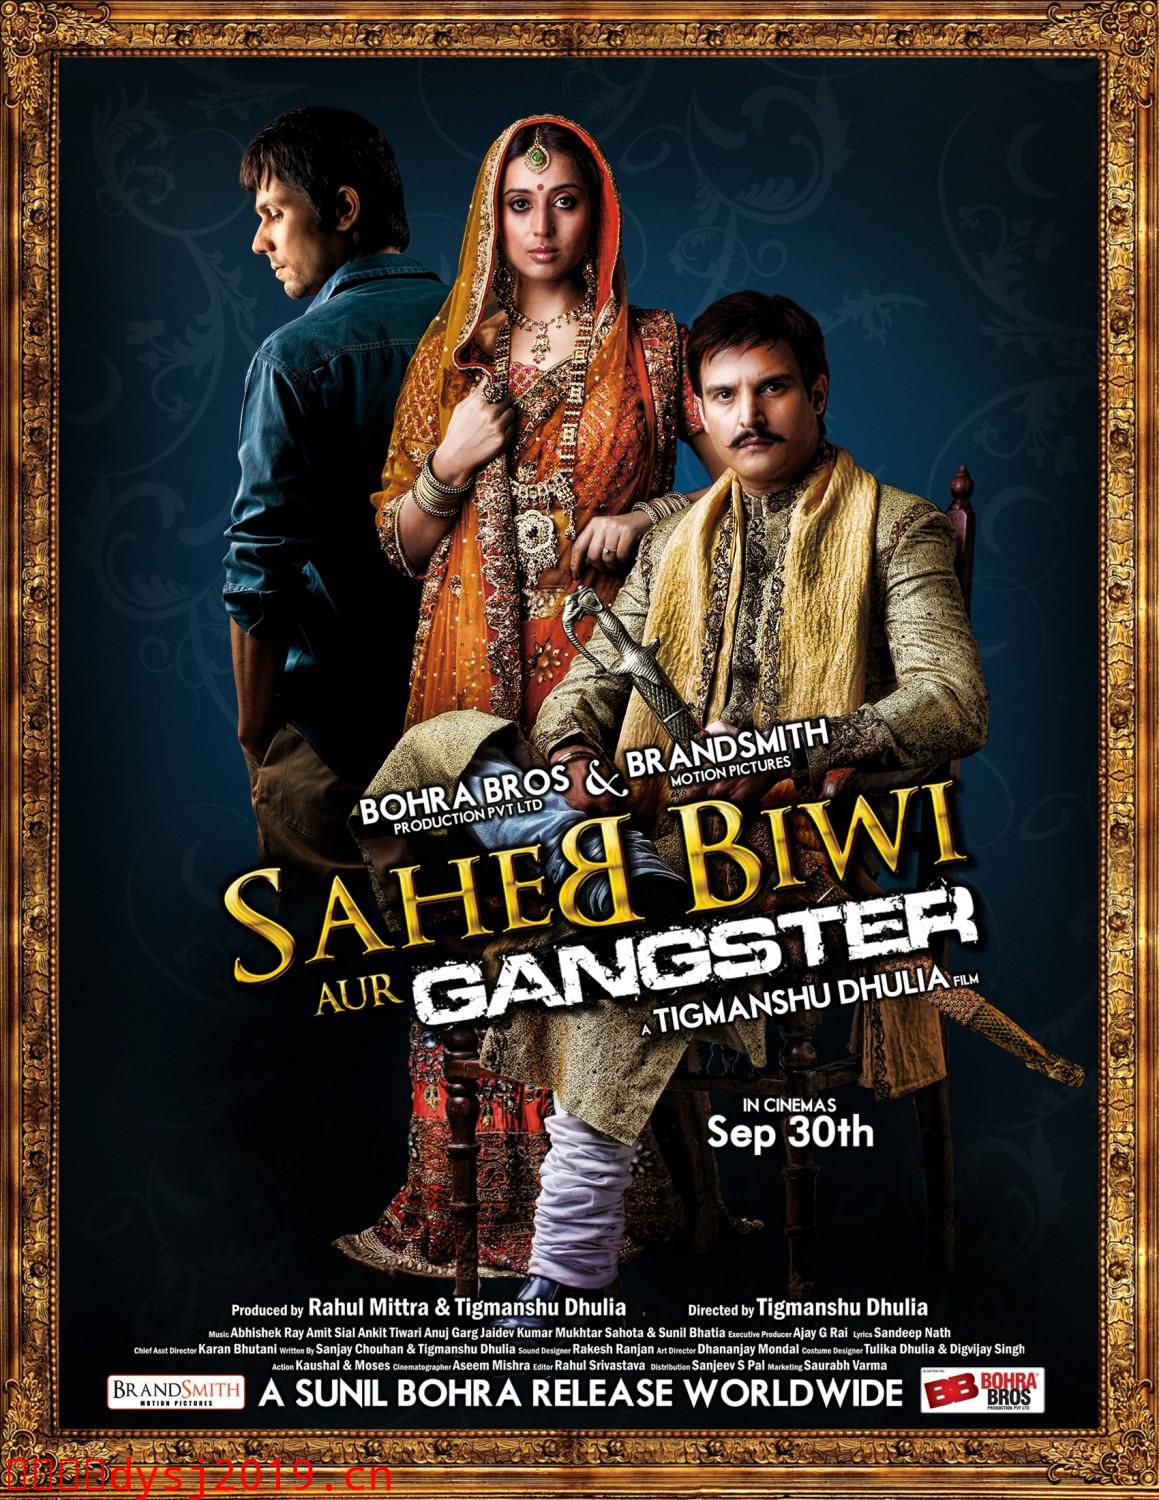 BOHRA BROS & BRANDSMITH
PRODUCTION PVT LTD MOTION PICTURES
SAHEB BIWI
AUR GANGSTER
A TIGMANSHU DHULIA FILM
IN CINEMAS
Sep 30th
Produced by Rahul Mittra & Tigmanshu Dhulia Directed by Tigmanshu Dhulia
Music Abhishek Ray Amit Sial Ankit Tiwari Anuj Garg Jaidev Kumar Mukhtar Sahota & Sunil Bhatia Executive Producer Ajay G Rai Lyrics Sandeep Nath
Chief Asst Director Karan Bhutani Written By Sanjay Chouhan & Tigmanshu Dhulia Sound Designer Rakesh Ranjan Art Director Dhananjay Mondal Costume Designer Tulika Dhulia & Digvijay Singh
Action Kaushal & Moses Cinematographer Aseem Mishra Editor Rahul Srivastava Distribution Sanjeev S Pal Marketing Saurabh Varma
BRANDSMITH
MOTION PICTURES
A SUNIL BOHRA RELEASE WORLDWIDE
BB BOHRA
BROS
PRODUCTION PVT LTD
dysj2019.cn